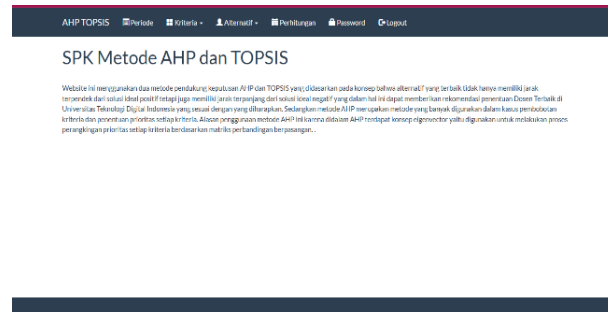 AHP TOPSIS Periode Kriteria Alternatif Perhitungan Password Logout
SPK Metode AHP dan TOPSIS
Website ini menggunakan dua metode pendukung keputusan AHP dan TOPSIS yang didasarkan pada konsep bahwa alternatif yang terbaik tidak hanya memiliki jarak
terpendek dari solusi ideal positif tetapi juga memiliki jarak terpanjang dari solusi ideal negatif yang dalam hal ini dapat memberikan rekomendasi penentuan Dosen Terbaik di
Universitas Teknologi Digital Indonesia yang sesuai dengan yang diharapkan. Sedangkan metode AHP merupakan metode yang banyak digunakan dalam kasus pembobotan
kriteria dan penentuan prioritas setiap kriteria. Alasan penggunaan metode AHP ini karena didalam AHP terdapat konsep eigenvector yaitu digunakan untuk melakukan proses
perangkingan prioritas setiap kriteria berdasarkan matriks perbandingan berpasangan...